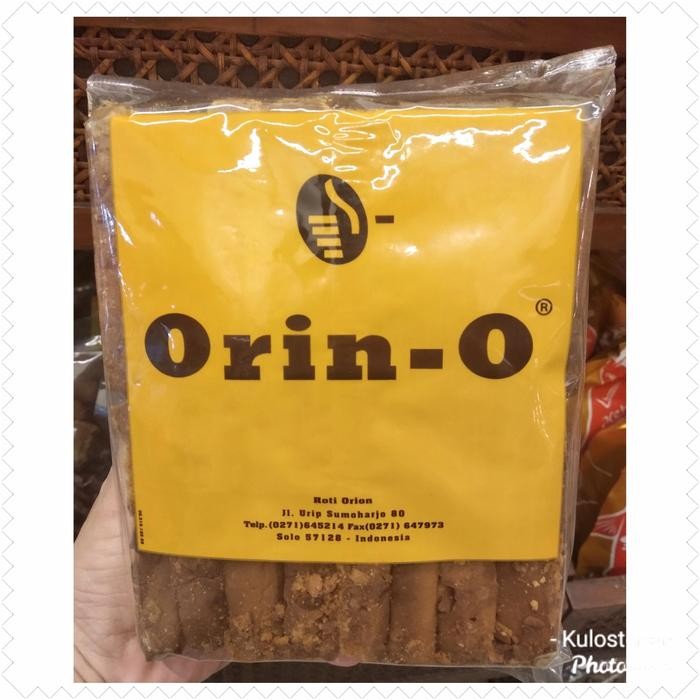 Orin-O®
Roti Orion
Jl. Urip Sumoharjo 80
Telp.(0271)645214 Fax(0271) 647973
Solo 57128 - Indonesia